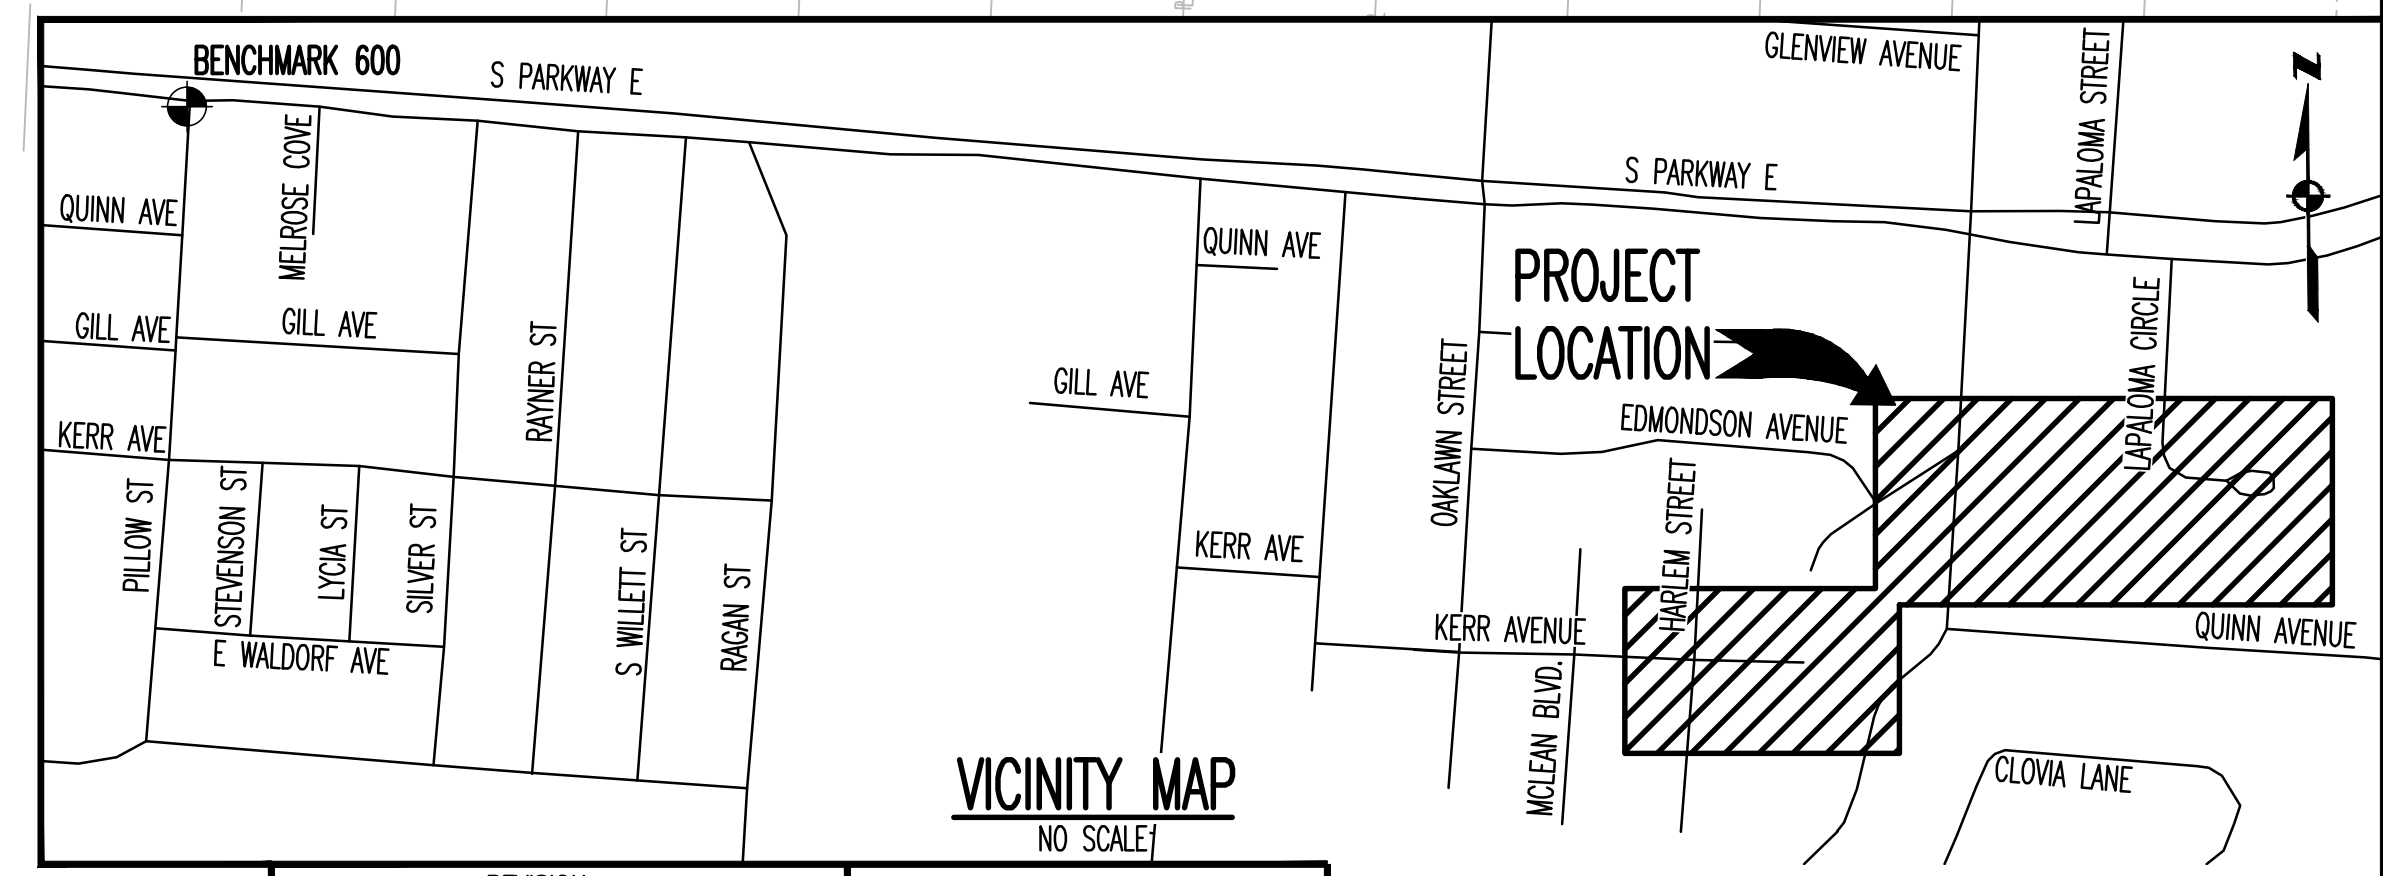 BENCHMARK 600
S PARKWAY E
GLENVIEW AVENUE
LAPALOMA STREET
N
MELROSE COVE
QUINN AVE
S PARKWAY E
QUINN AVE
PROJECT
LOCATION
GILL AVE
GILL AVE
RAYNER ST
GILL AVE
OAKLAWN STREET
LAPALOMA CIRCLE
EDMONDSON AVENUE
KERR AVE
PILLOW ST
STEVENSON ST
LYCIA ST
SILVER ST
S WILLETT ST
RAGAN ST
KERR AVE
HARLEM STREET
KERR AVENUE
QUINN AVENUE
E WALDORF AVE
MCLEAN BLVD.
CLOVIA LANE
VICINITY MAP
NO SCALE